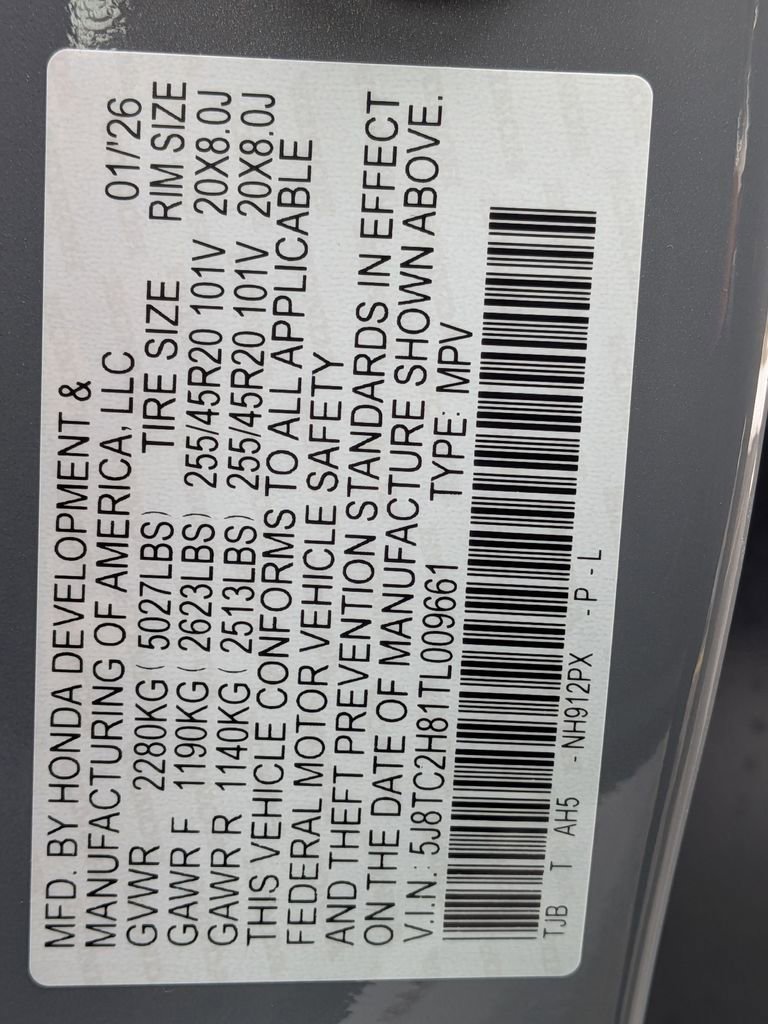 MFD. BY HONDA DEVELOPMENT &
MANUFACTURING OF AMERICA, LLC 01/'26
GVWR 2280KG ( 5027LBS) TIRE SIZE RIM SIZE
GAWR F 1190KG ( 2623LBS) 255/45R20 101V 20X8.0J
GAWR R 1140KG ( 2513LBS) 255/45R20 101V 20X8.0J
THIS VEHICLE CONFORMS TO ALL APPLICABLE
FEDERAL MOTOR VEHICLE SAFETY
AND THEFT PREVENTION STANDARDS IN EFFECT
ON THE DATE OF MANUFACTURE SHOWN ABOVE.
V.I.N.: 5J8TC2H81TL009661 TYPE: MPV
TJB T AH5 -NH912PX -P -L